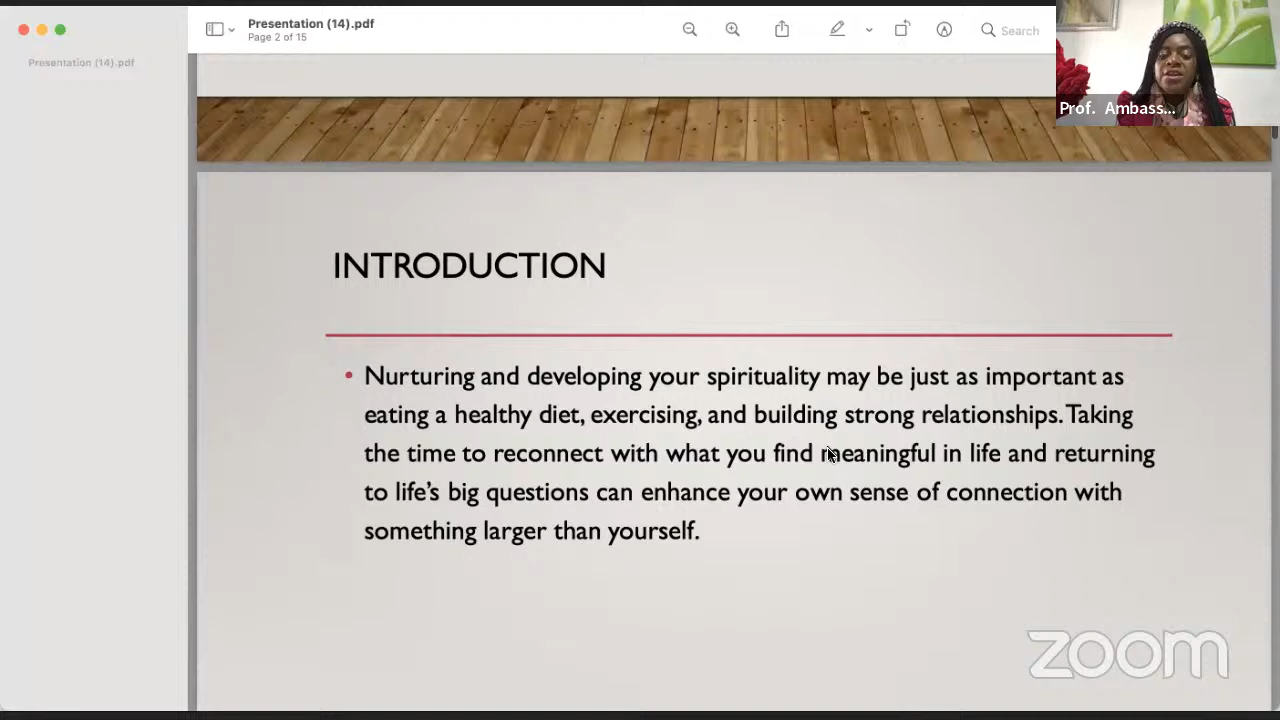 Presentation (14).pdf
Page 2 of 15
Search
Presentation (14).pdf
Prof. Ambass...
INTRODUCTION
• Nurturing and developing your spirituality may be just as important as
eating a healthy diet, exercising, and building strong relationships. Taking
the time to reconnect with what you find meaningful in life and returning
to life's big questions can enhance your own sense of connection with
something larger than yourself.
zoom